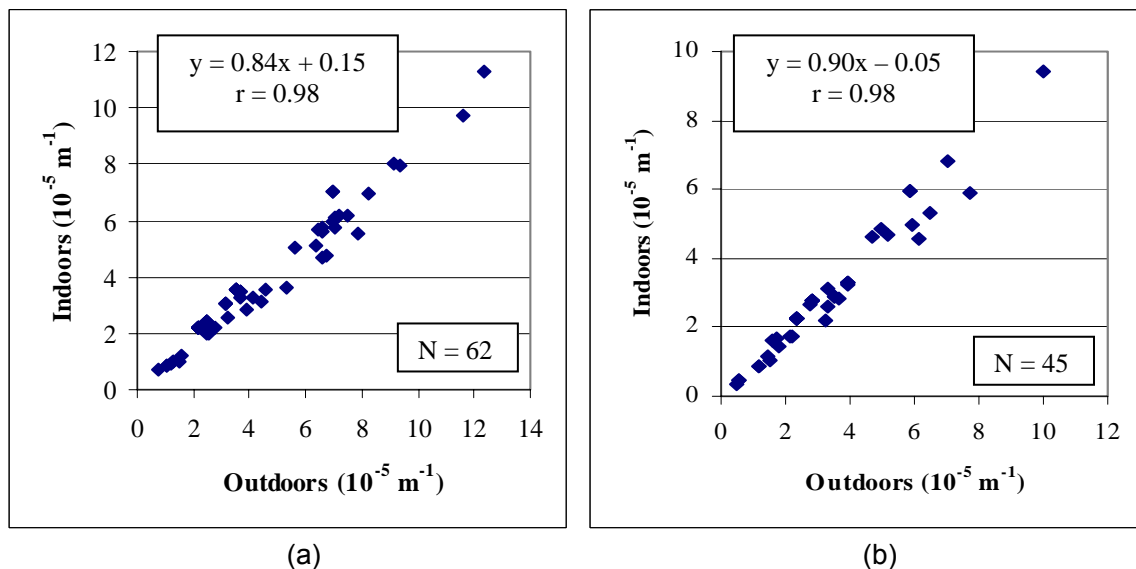 y = 0.84x + 0.15
r = 0.98
12
10
8
6
4
2
0
Indoors (10⁻⁵ m⁻¹)
N = 62
0 2 4 6 8 10 12 14
Outdoors (10⁻⁵ m⁻¹)
(a)
y = 0.90x – 0.05
r = 0.98
10
8
6
4
2
0
Indoors (10⁻⁵ m⁻¹)
N = 45
0 2 4 6 8 10 12
Outdoors (10⁻⁵ m⁻¹)
(b)